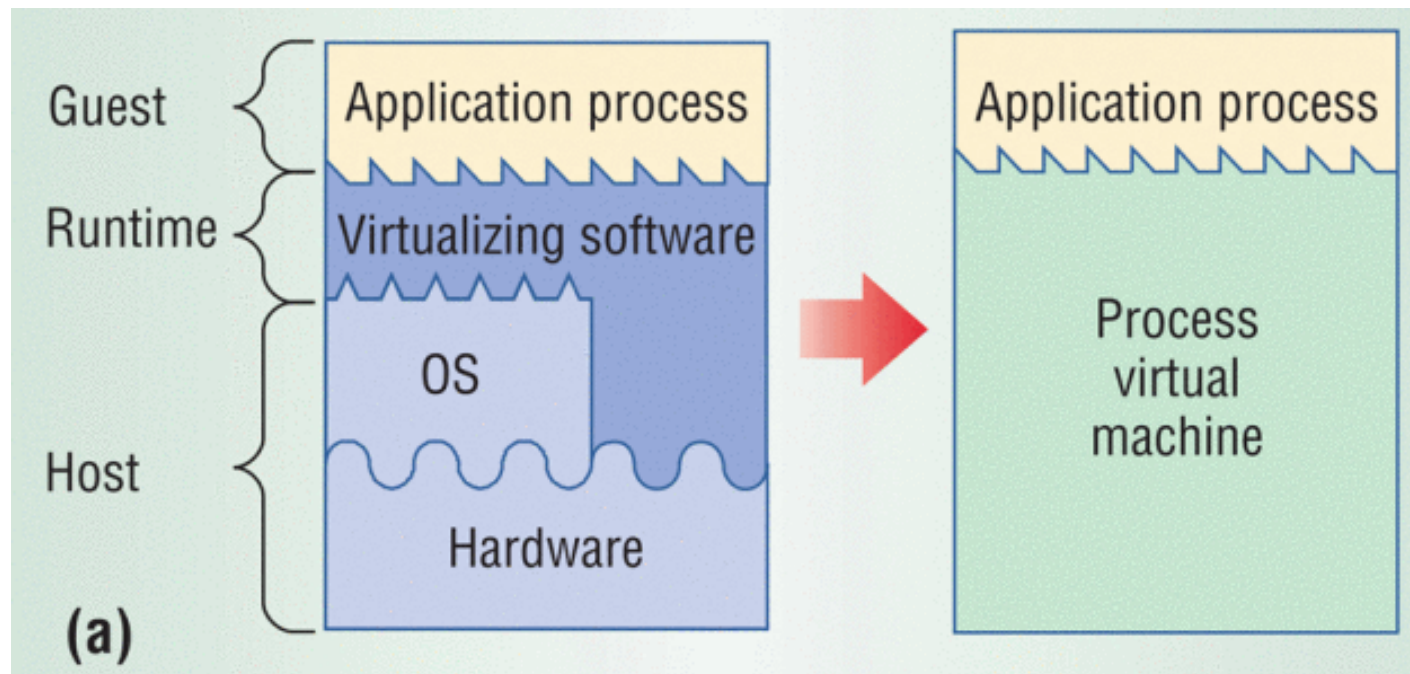 Guest
Application process
Runtime
Virtualizing software
OS
Host
Hardware
(a)
Application process
Process
virtual
machine